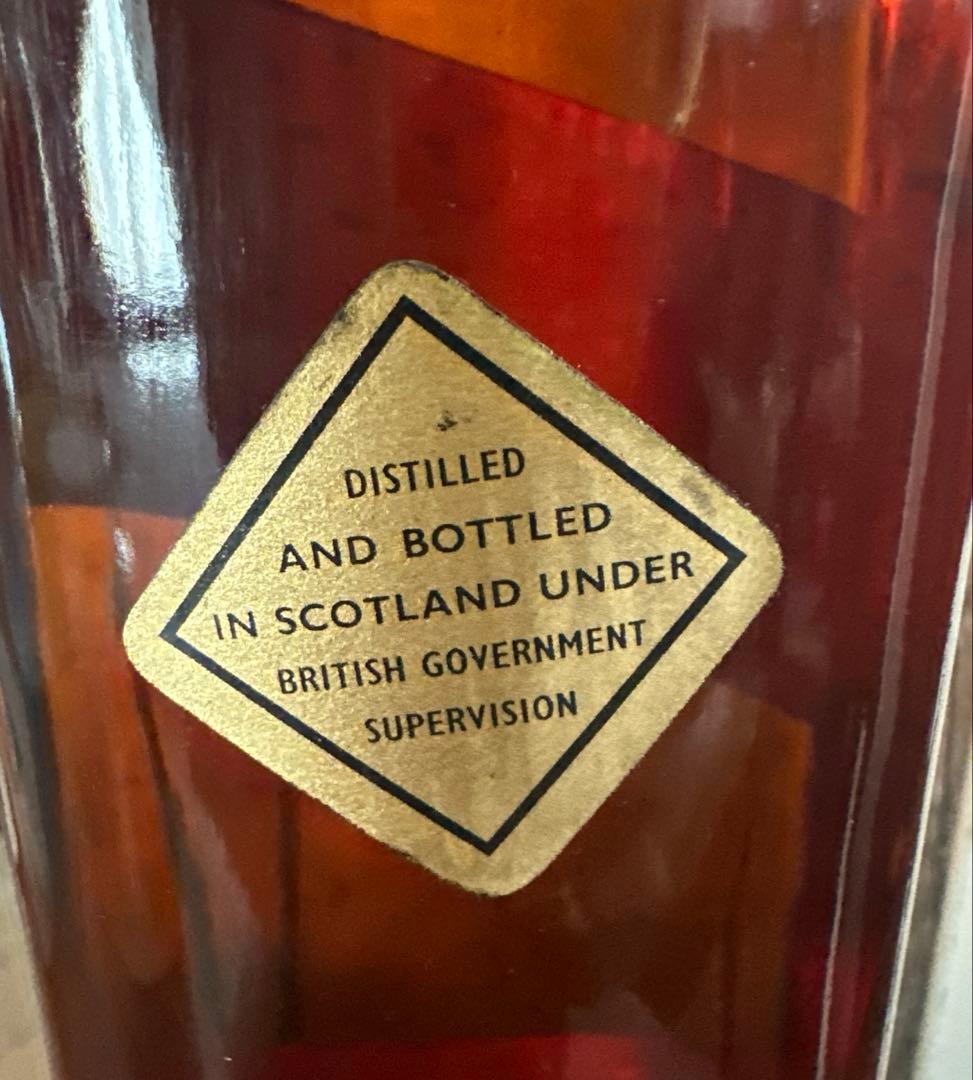 DISTILLED
AND BOTTLED
IN SCOTLAND UNDER
BRITISH GOVERNMENT
SUPERVISION